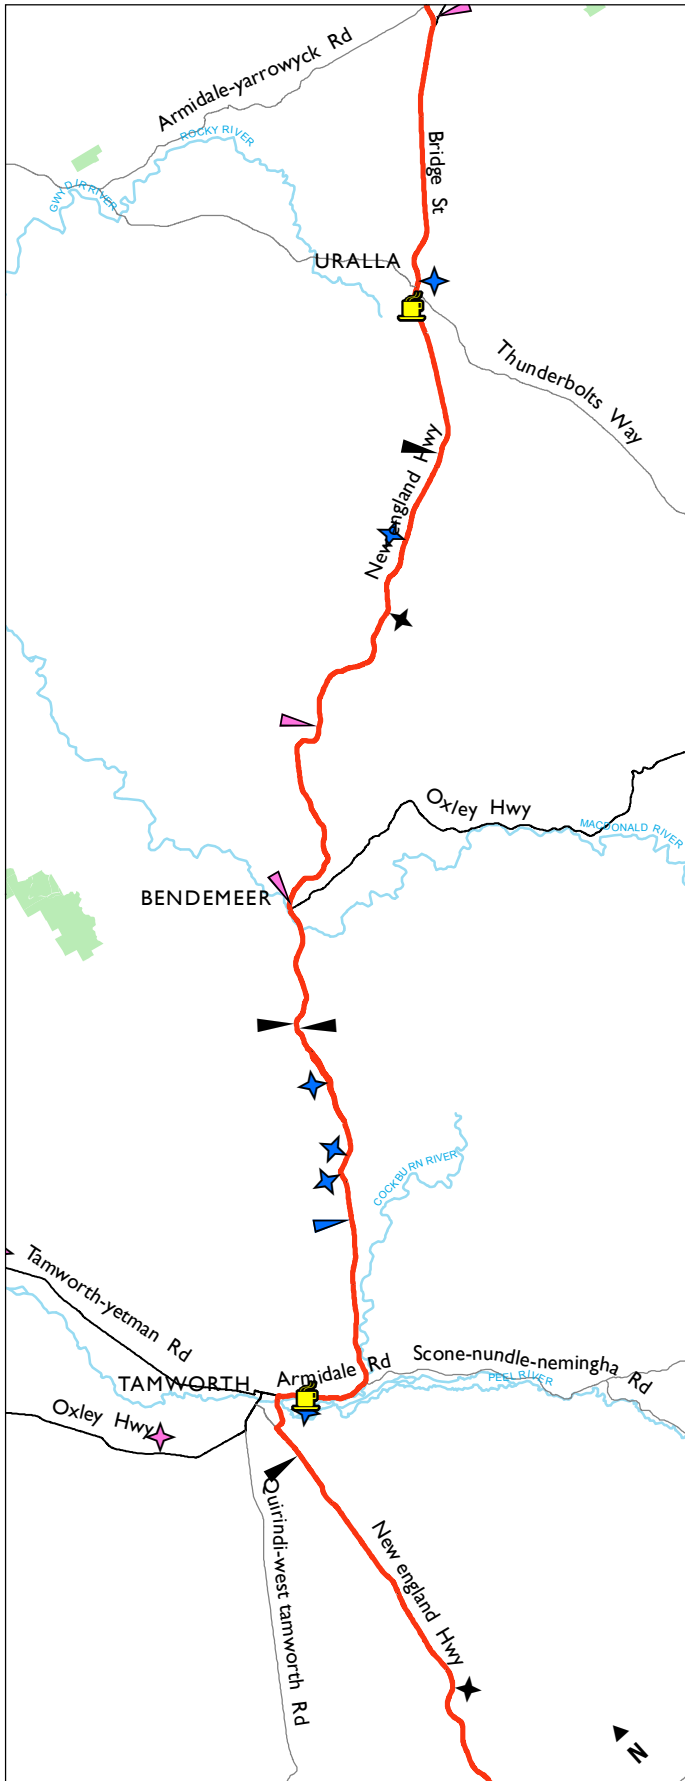 Armidale-yarrowyck Rd
ROCKY RIVER
Bridge St
GWYDIR RIVER
URALLA
Thunderbolts Way
New england Hwy
Oxley Hwy
MACDONALD RIVER
BENDEMEER
COCKBURN RIVER
Tamworth-yetman Rd
Armidale Rd
Scone-nundle-nemingha Rd
PEEL RIVER
TAMWORTH
Oxley Hwy
Quirindi-west tamworth Rd
New england Hwy
N